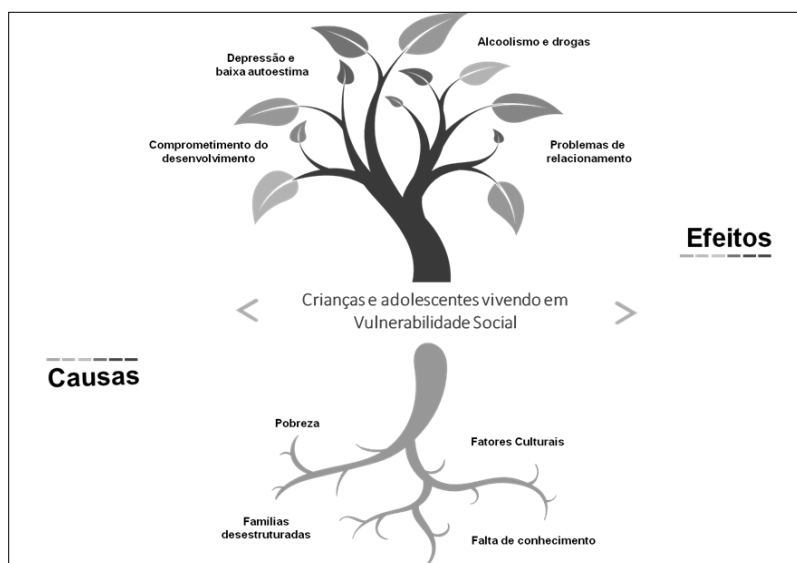 Alcoolismo e drogas
Depressão e
baixa autoestima
Comprometimento do
desenvolvimento
Problemas de
relacionamento
Efeitos
Crianças e adolescentes vivendo em
Vulnerabilidade Social
Causas
Pobreza
Fatores Culturais
Famílias
desestruturadas
Falta de conhecimento